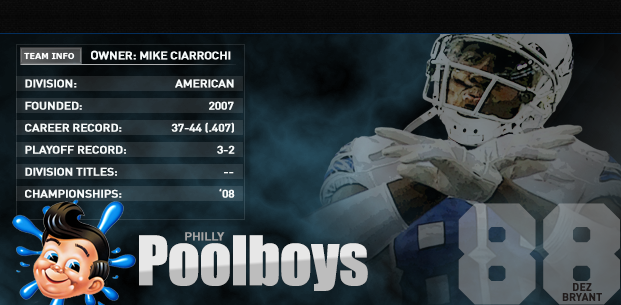 TEAM INFO OWNER: MIKE CIARROCHI
DIVISION: AMERICAN
FOUNDED: 2007
CAREER RECORD: 37-44 (.407)
PLAYOFF RECORD: 3-2
DIVISION TITLES: --
CHAMPIONSHIPS: '08
PHILLY
Poolboys
88
DEZ
BRYANT